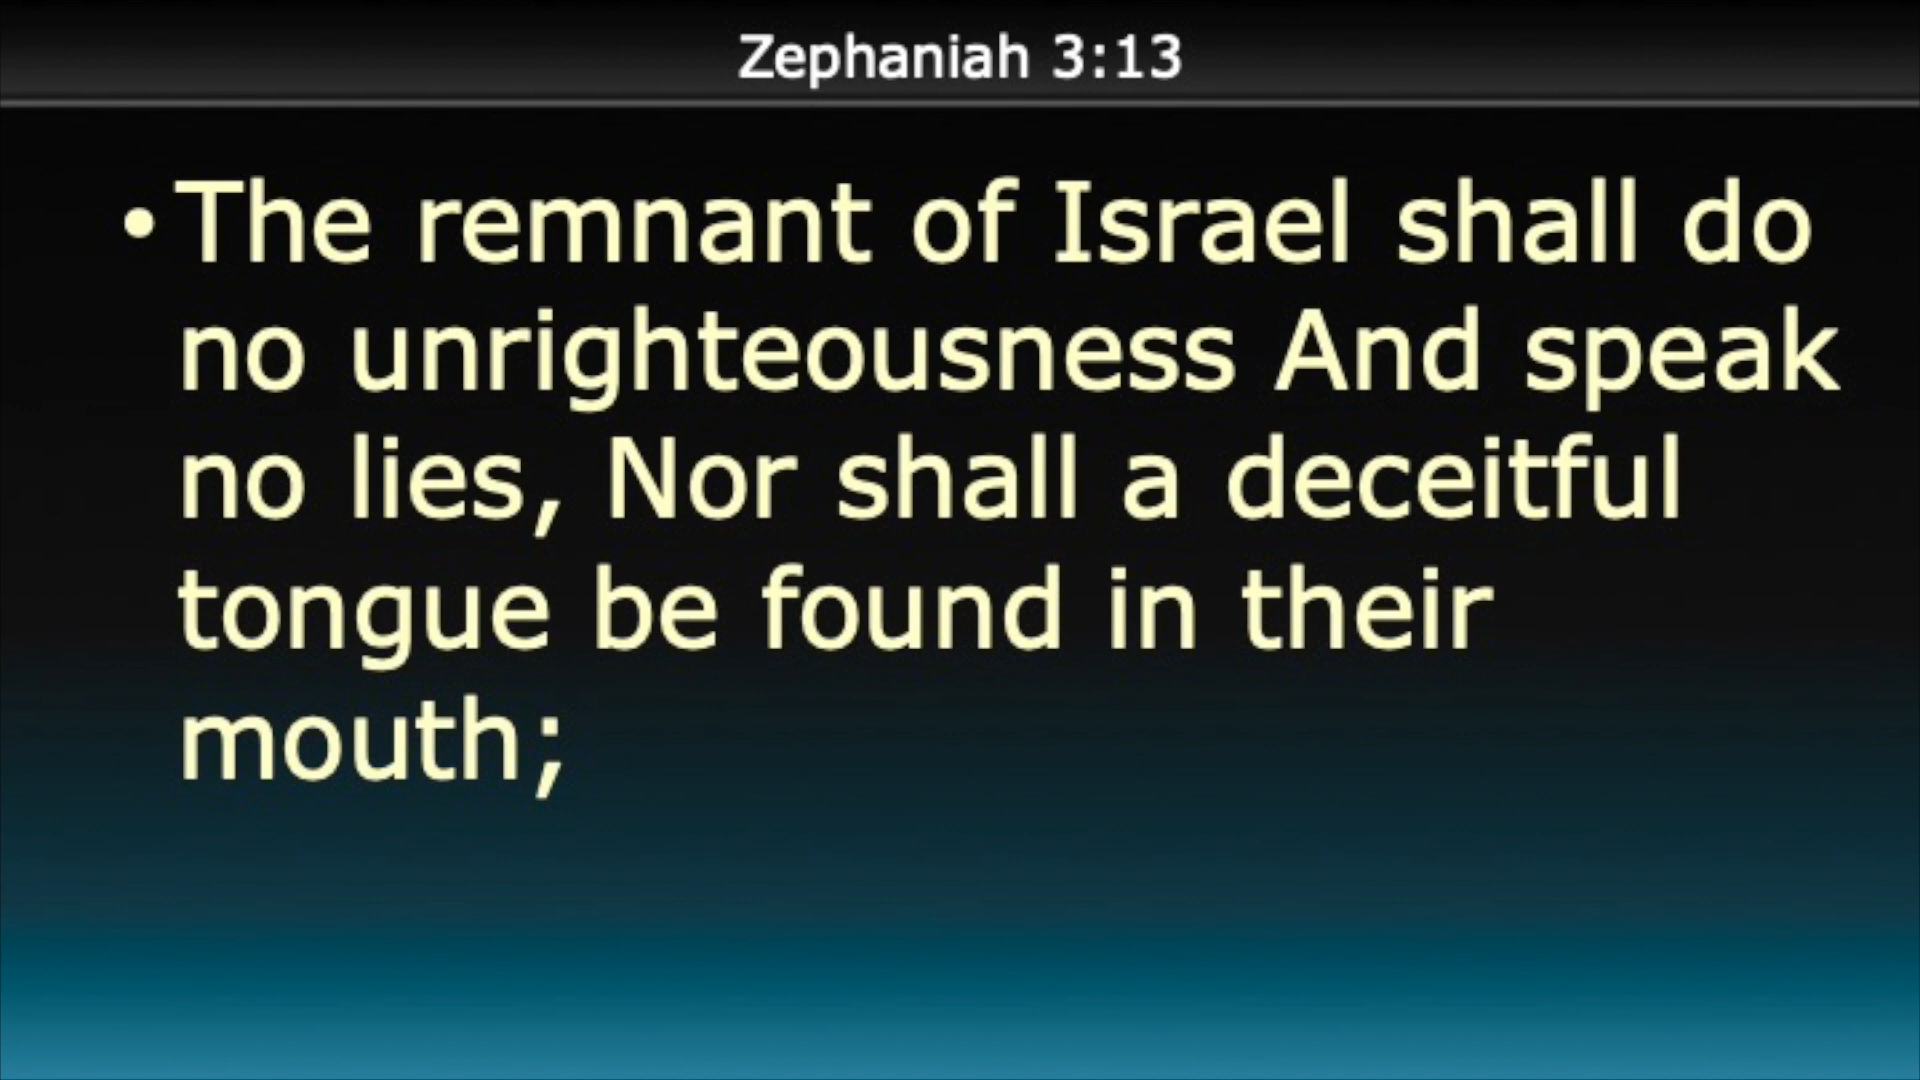 Zephaniah 3:13
• The remnant of Israel shall do
no unrighteousness And speak
no lies, Nor shall a deceitful
tongue be found in their
mouth;